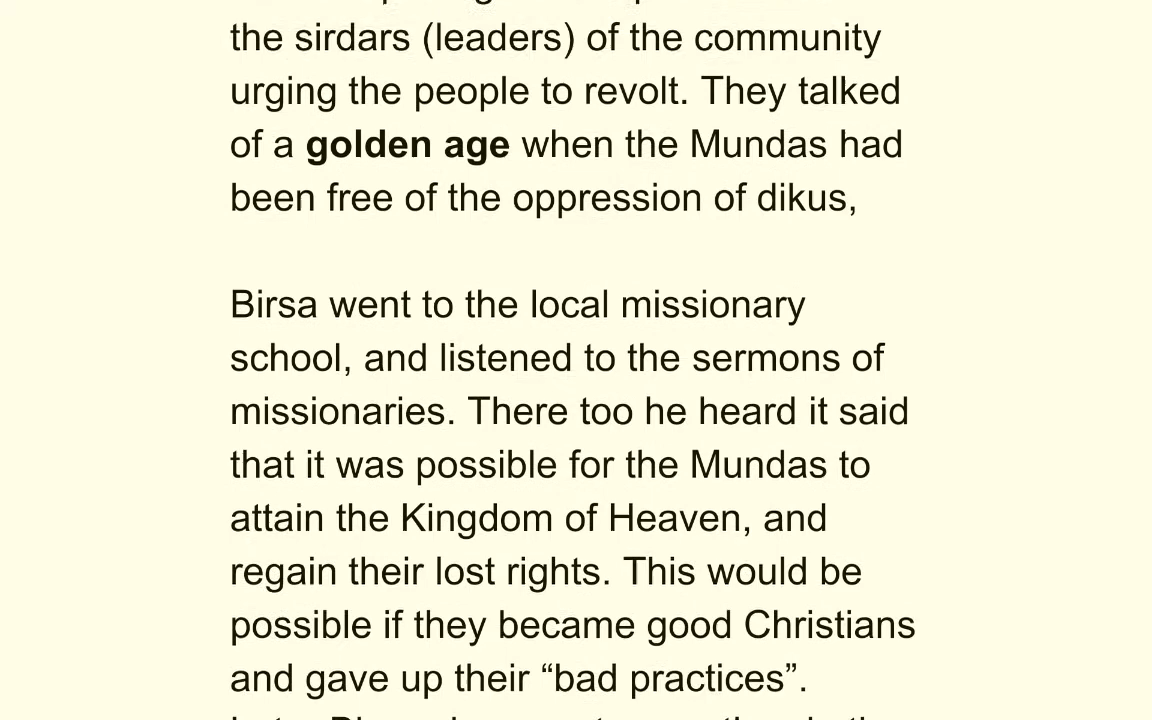 the sirdars (leaders) of the community
urging the people to revolt. They talked
of a golden age when the Mundas had
been free of the oppression of dikus,
Birsa went to the local missionary
school, and listened to the sermons of
missionaries. There too he heard it said
that it was possible for the Mundas to
attain the Kingdom of Heaven, and
regain their lost rights. This would be
possible if they became good Christians
and gave up their “bad practices”.